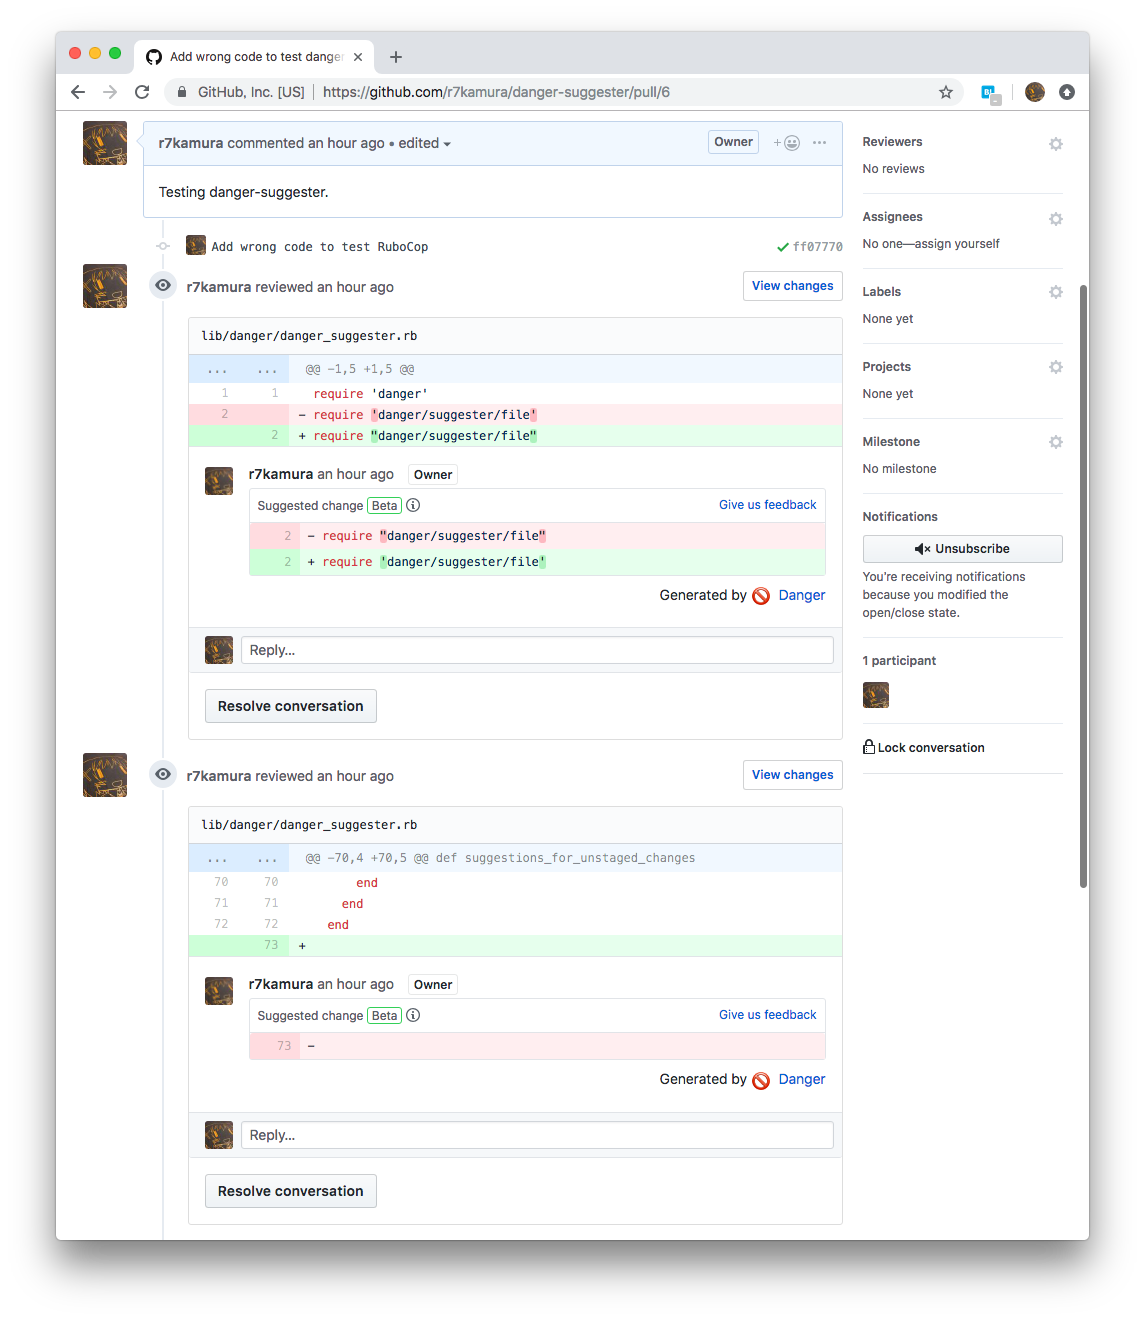 Add wrong code to test danger
GitHub, Inc. [US] | https://github.com/r7kamura/danger-suggester/pull/6
r7kamura commented an hour ago • edited
Owner
Testing danger-suggester.
Add wrong code to test RuboCop
ff07770
r7kamura reviewed an hour ago
View changes
lib/danger/danger_suggester.rb
... ... @@ -1,5 +1,5 @@
1 1 require 'danger'
2 - require 'danger/suggester/file'
2 + require "danger/suggester/file"
r7kamura an hour ago Owner
Suggested change Beta
Give us feedback
2 - require "danger/suggester/file"
2 + require 'danger/suggester/file'
Generated by 🚫 Danger
Reply...
Resolve conversation
r7kamura reviewed an hour ago
View changes
lib/danger/danger_suggester.rb
... ... @@ -70,4 +70,5 @@ def suggestions_for_unstaged_changes
70 70 end
71 71 end
72 72 end
73 +
r7kamura an hour ago Owner
Suggested change Beta
Give us feedback
73 -
Generated by 🚫 Danger
Reply...
Resolve conversation
Reviewers
No reviews
Assignees
No one—assign yourself
Labels
None yet
Projects
None yet
Milestone
No milestone
Notifications
Unsubscribe
You're receiving notifications
because you modified the
open/close state.
1 participant
Lock conversation